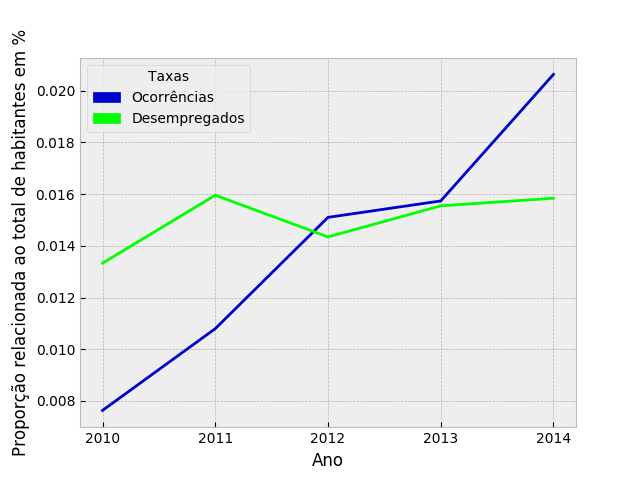 Proporção relacionada ao total de habitantes em %
0.020
0.018
0.016
0.014
0.012
0.010
0.008
Taxas
Ocorrências
Desempregados
2010 2011 2012 2013 2014
Ano